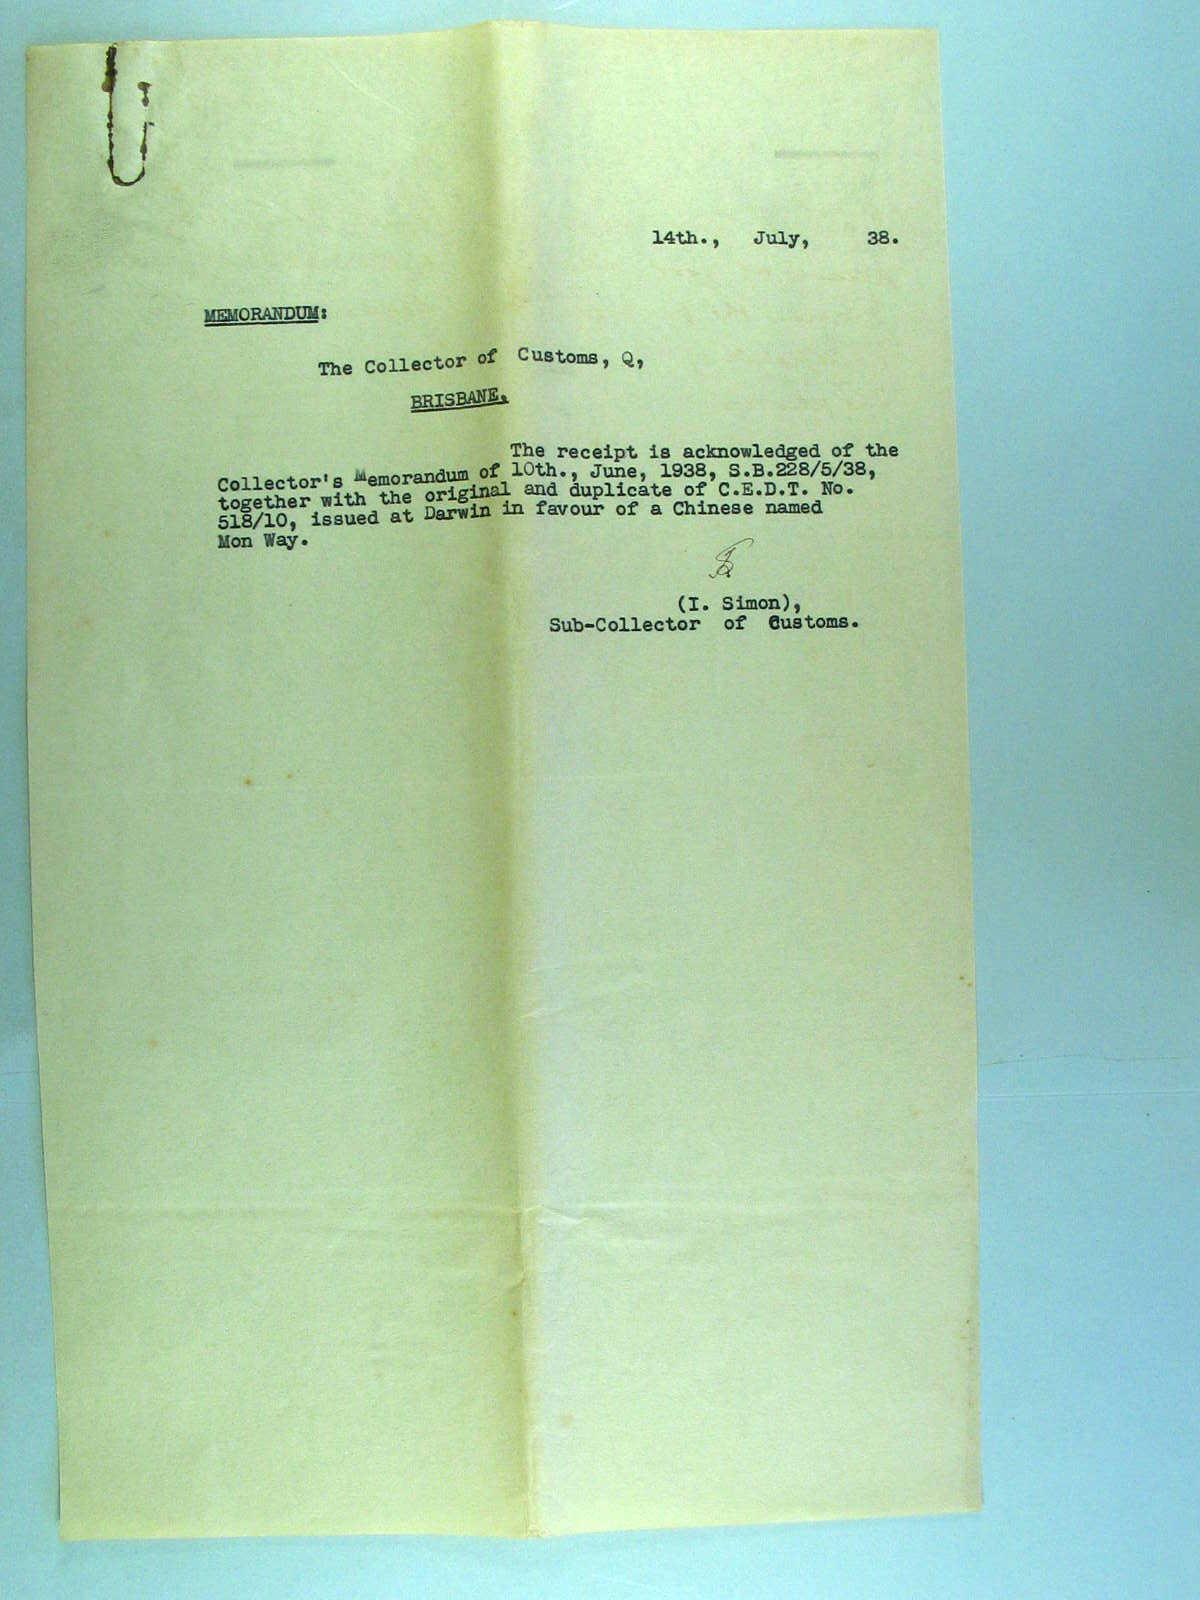 14th., July, 38.
MEMORANDUM:
The Collector of Customs, Q,
BRISBANE.
The receipt is acknowledged of the
Collector's Memorandum of 10th., June, 1938, S.B.228/5/38,
together with the original and duplicate of C.E.D.T. No.
518/10, issued at Darwin in favour of a Chinese named
Mon Way.
(I. Simon),
Sub-Collector of Customs.